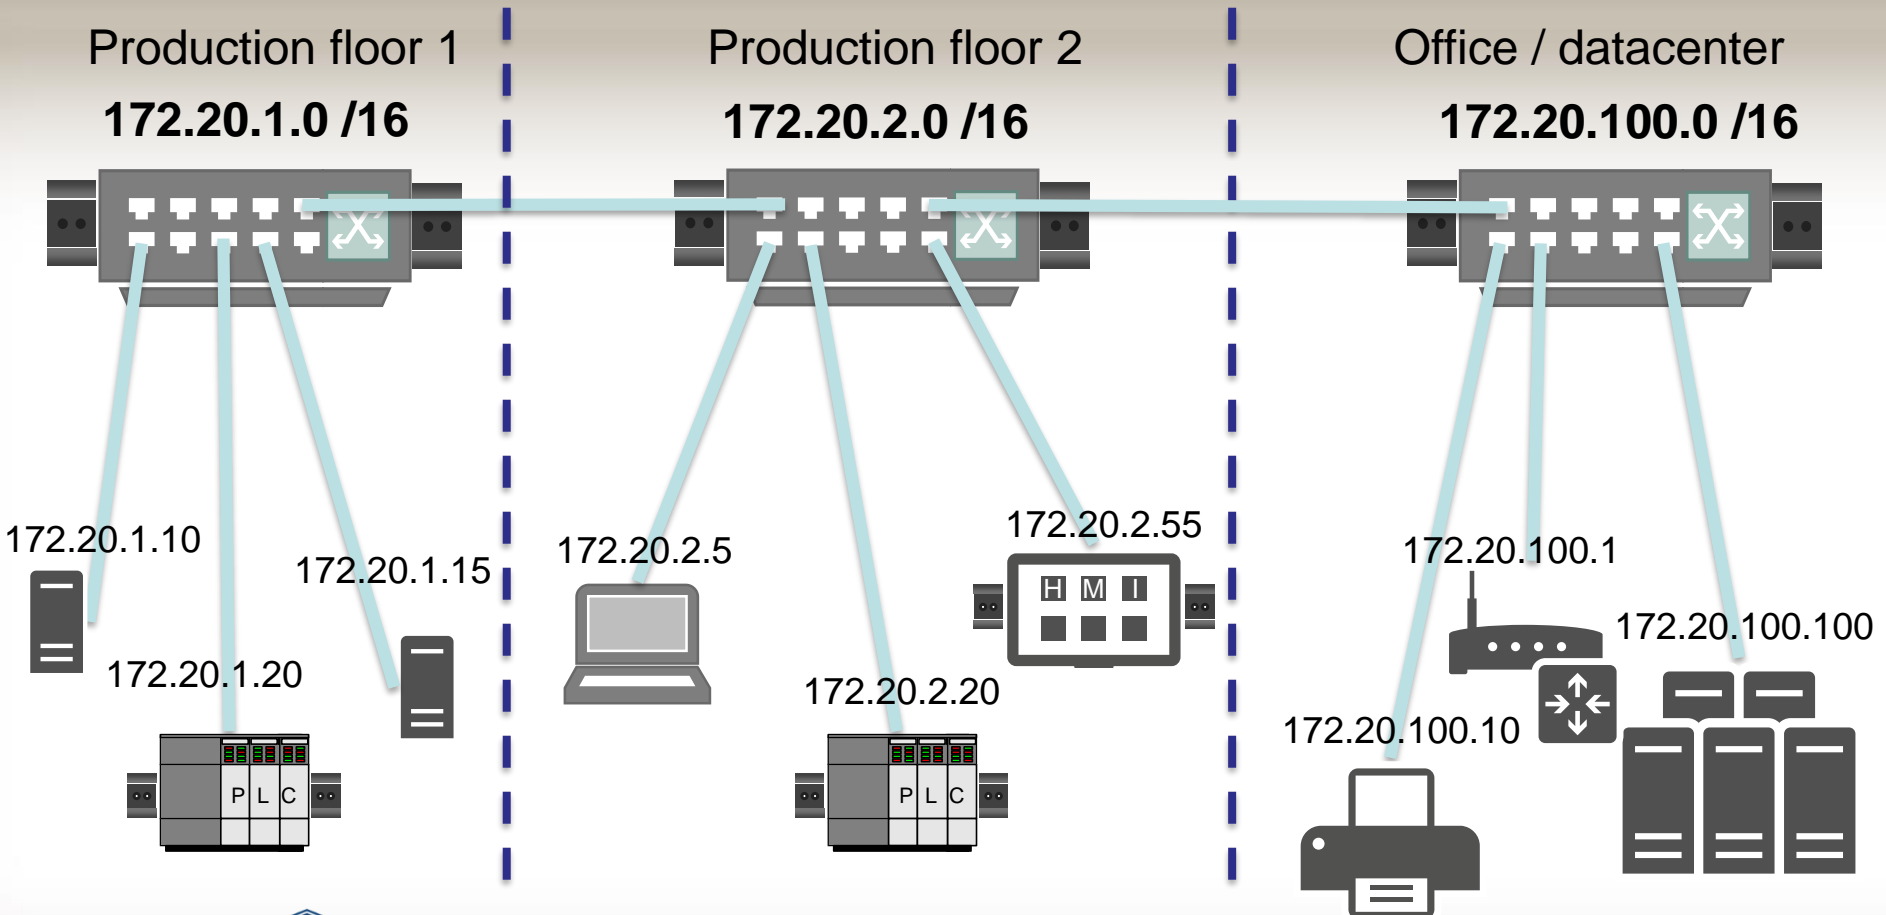 Production floor 1
172.20.1.0 /16
Production floor 2
172.20.2.0 /16
Office / datacenter
172.20.100.0 /16
172.20.1.10
172.20.1.15
172.20.1.20
P L C
172.20.2.5
172.20.2.55
H M I
172.20.2.20
P L C
172.20.100.1
172.20.100.100
172.20.100.10